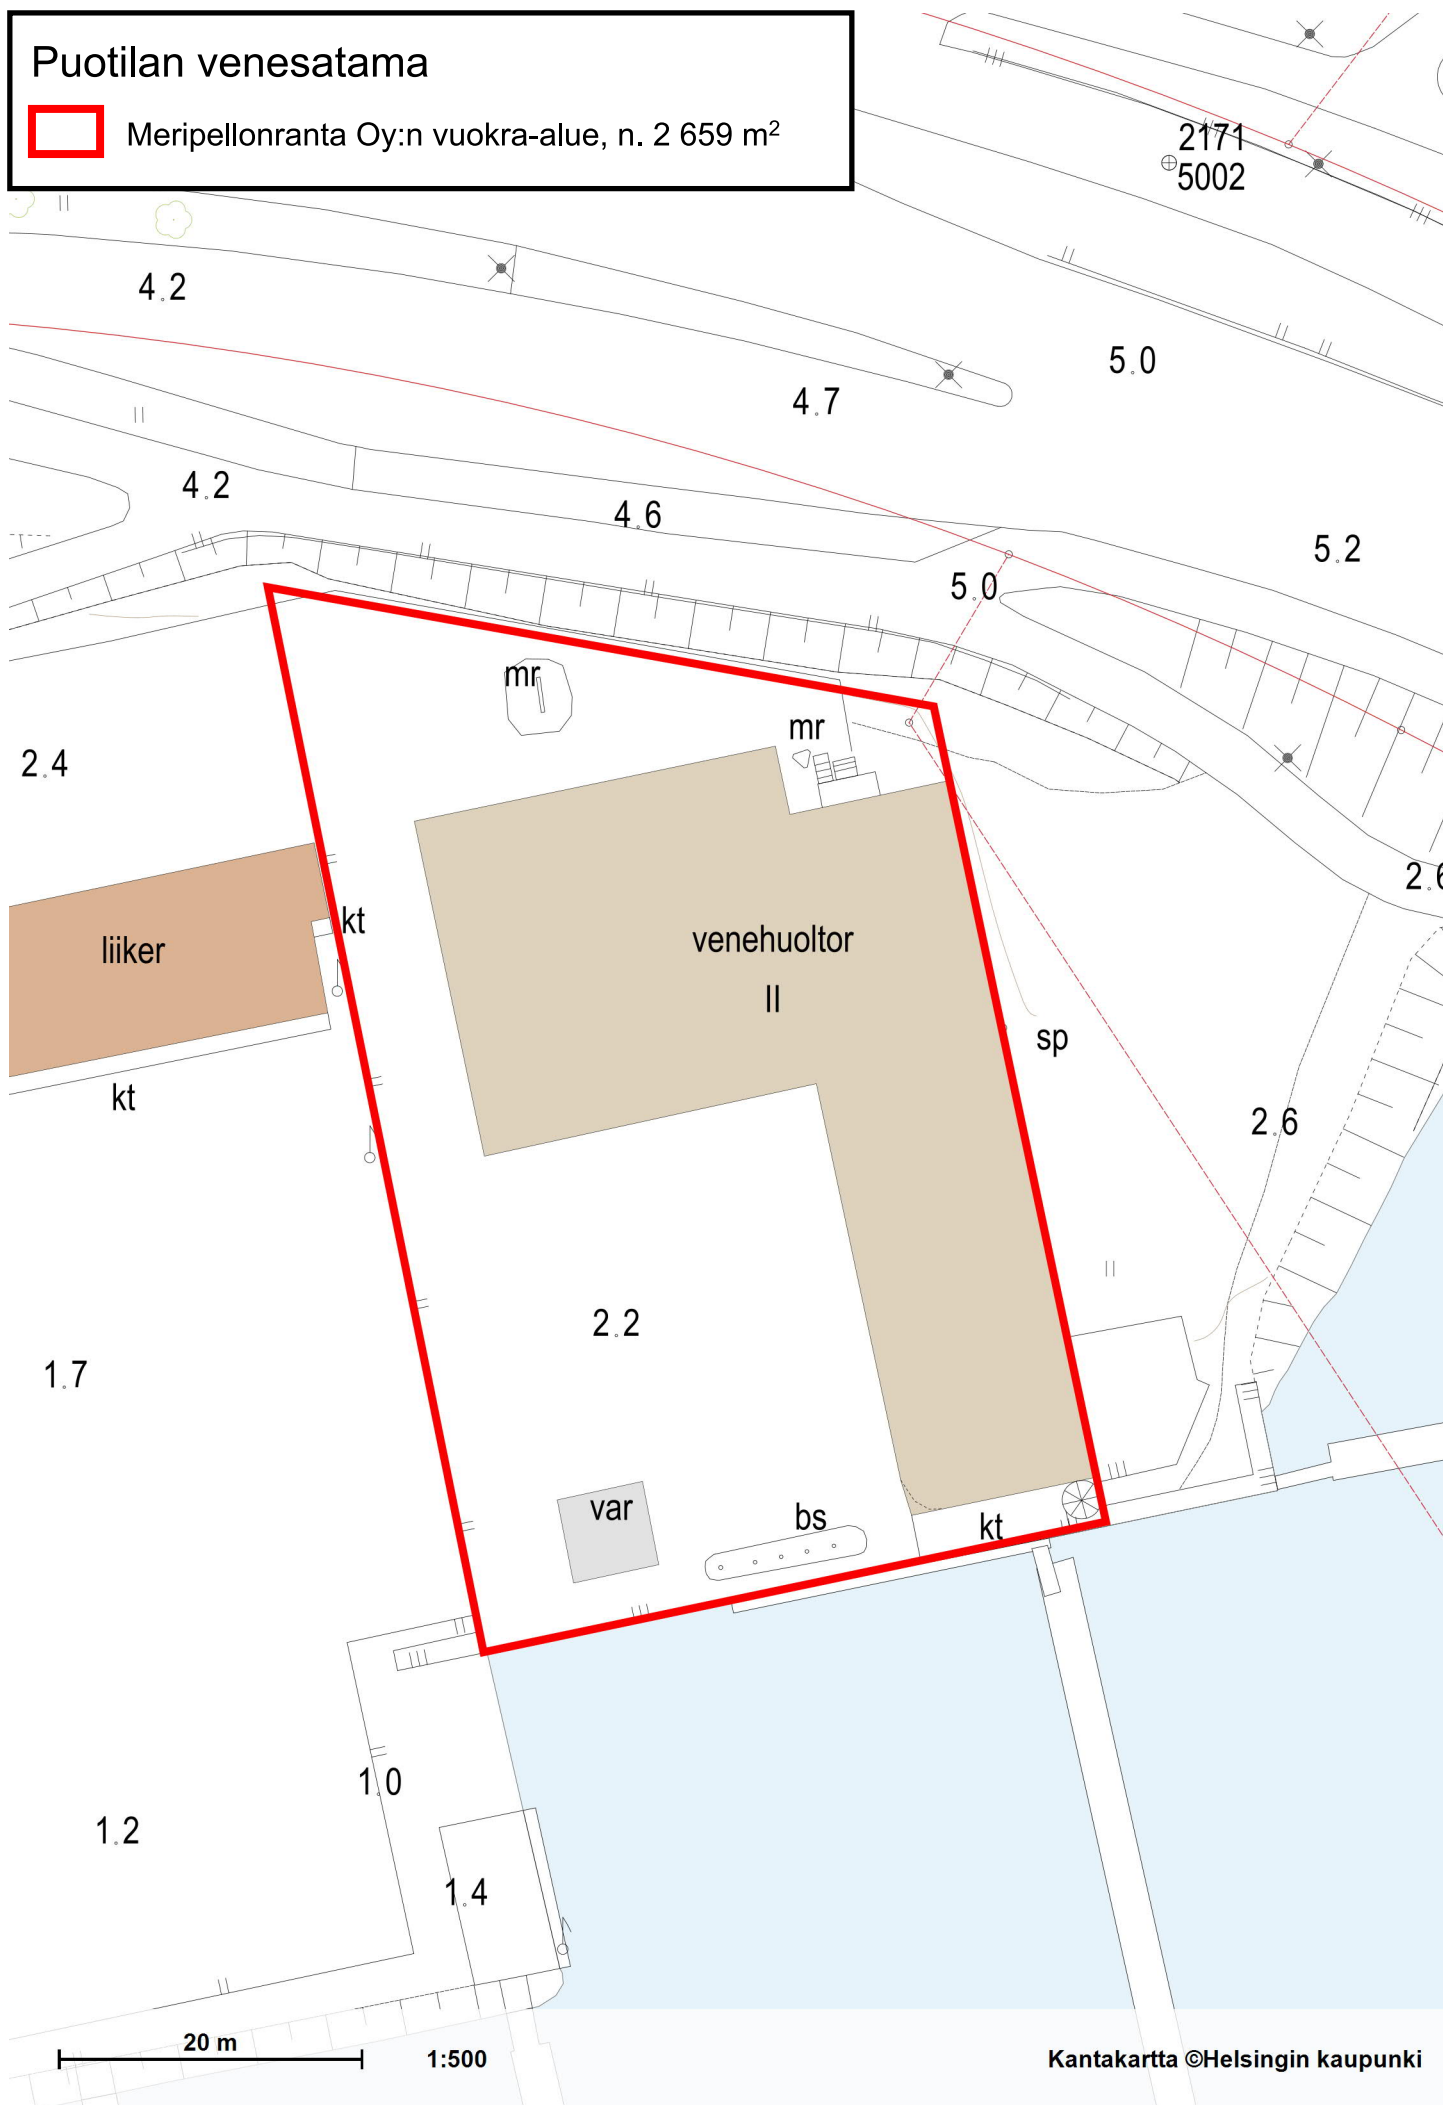 Puotilan venesatama
Meripellonranta Oy:n vuokra-alue, n. 2 659 m²
2171
5002
4.2
5.0
4.7
4.2
4.6
5.2
5.0
mr
mr
2.4
2.6
kt
liiker
venehuoltor
II
sp
kt
2.6
2.2
1.7
var
bs
kt
1.0
1.2
1.4
20 m
1:500
Kantakartta ©Helsingin kaupunki